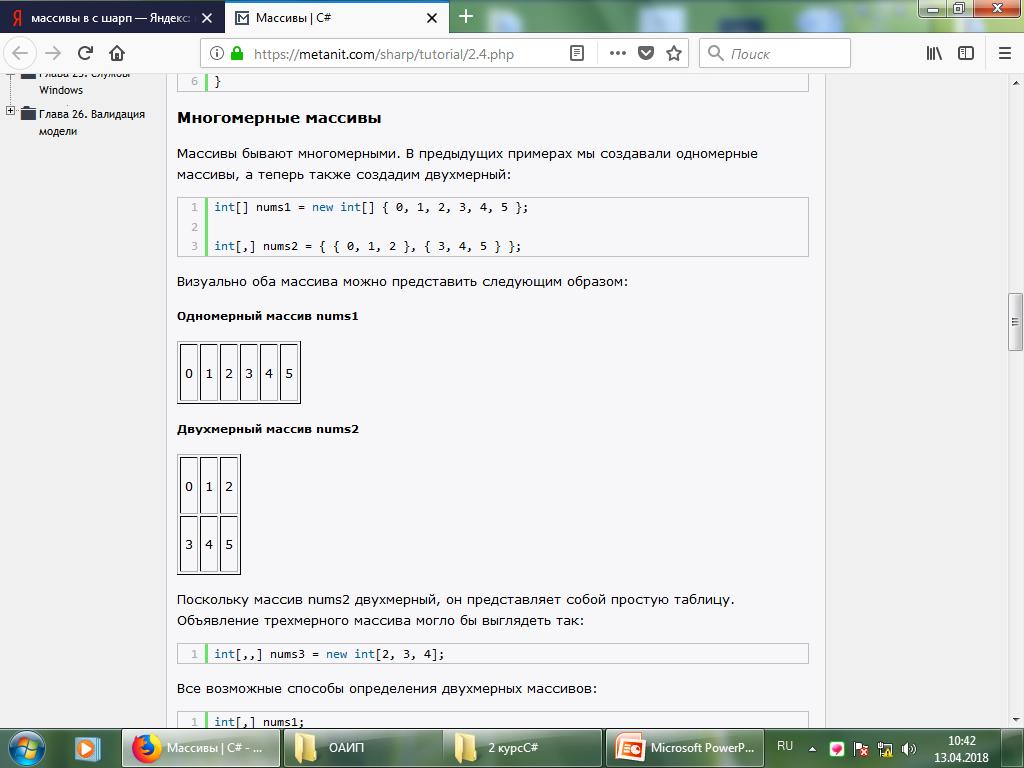 массивы в с шарп — Яндекс:
Массивы | C#
https://metanit.com/sharp/tutorial/2.4.php
Поиск
Глава 25. Службы
Windows
Глава 26. Валидация
модели
6 }
Многомерные массивы
Массивы бывают многомерными. В предыдущих примерах мы создавали одномерные
массивы, а теперь также создадим двухмерный:
1 int[] nums1 = new int[] { 0, 1, 2, 3, 4, 5 };
2
3 int[,] nums2 = { { 0, 1, 2 }, { 3, 4, 5 } };
Визуально оба массива можно представить следующим образом:
Одномерный массив nums1
0 1 2 3 4 5
Двухмерный массив nums2
0 1 2
3 4 5
Поскольку массив nums2 двухмерный, он представляет собой простую таблицу.
Объявление трехмерного массива могло бы выглядеть так:
1 int[,,] nums3 = new int[2, 3, 4];
Все возможные способы определения двухмерных массивов:
1 int[,] nums1;
Массивы | C# - ...
ОАИП
2 курсC#
Microsoft PowerP...
RU
10:42
13.04.2018